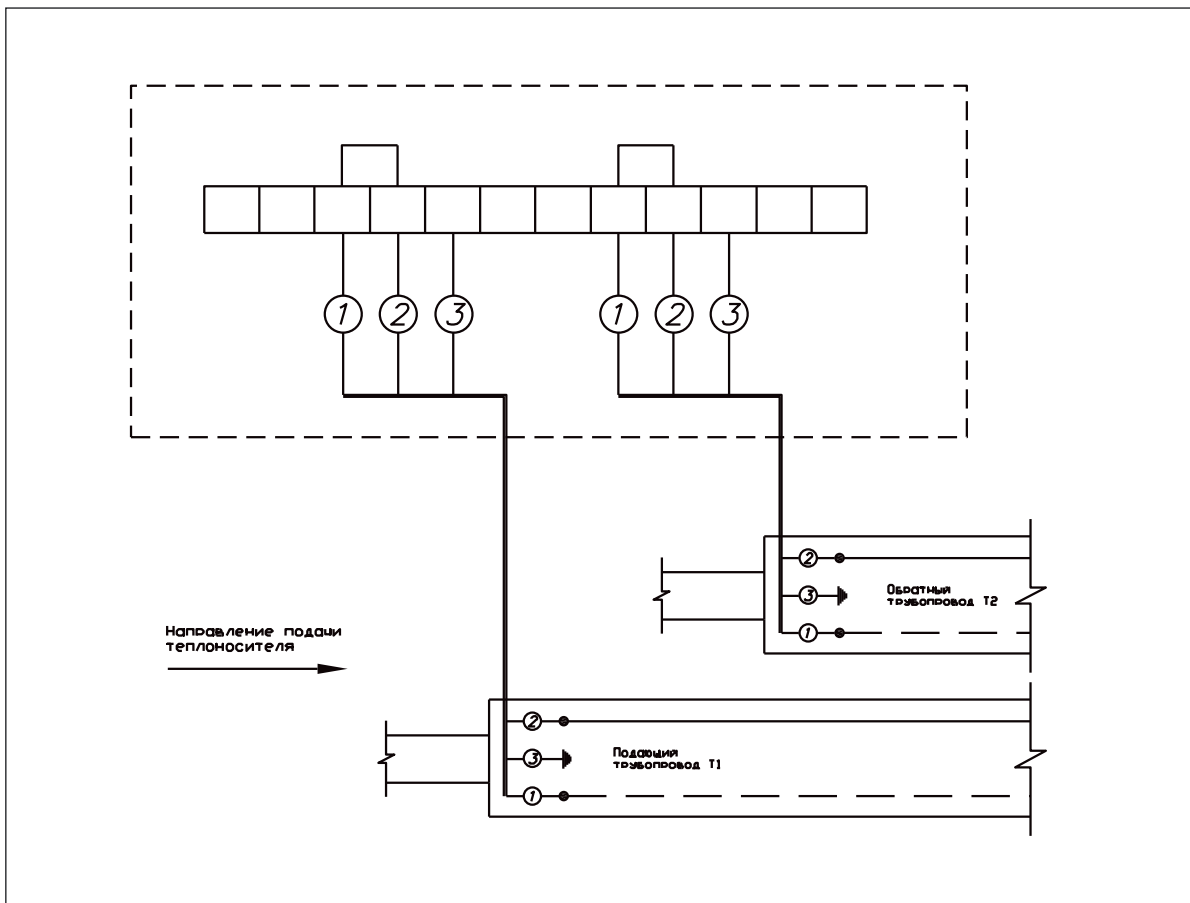 1 2 3 1 2 3
2
3 Обратный
трубопровод Т2
1
Направление подачи
теплоносителя
2
3 Подающий
трубопровод Т1
1